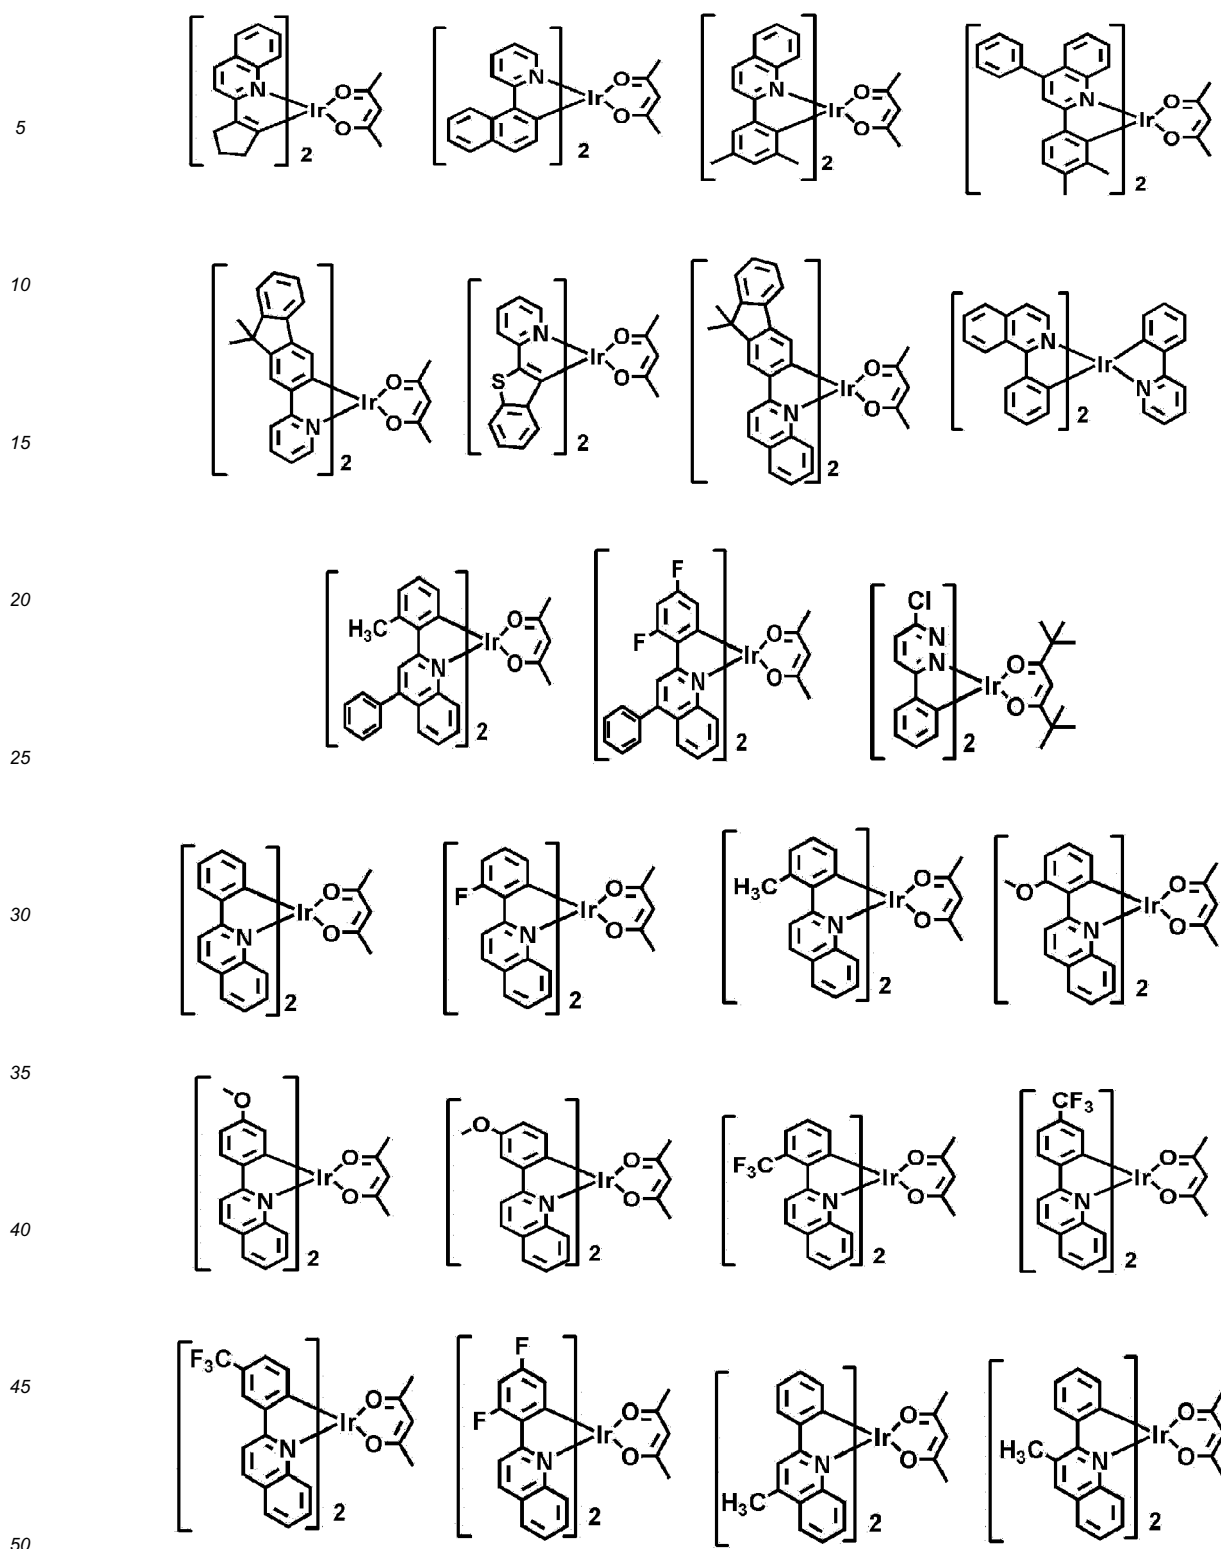 N Ir O O 2
N Ir O O 2
N Ir O O 2
N Ir O O 2
5
10
N Ir O O 2
N S Ir O O 2
N Ir O O 2
N Ir N 2
15
20
H₃C N Ir O O 2
F F N Ir O O 2
Cl N N Ir O O 2
25
N Ir O O 2
F N Ir O O 2
H₃C N Ir O O 2
O N Ir O O 2
30
35
O N Ir O O 2
O N Ir O O 2
F₃C N Ir O O 2
CF₃ N Ir O O 2
40
F₃C N Ir O O 2
F F N Ir O O 2
H₃C N Ir O O 2
H₃C N Ir O O 2
45
50